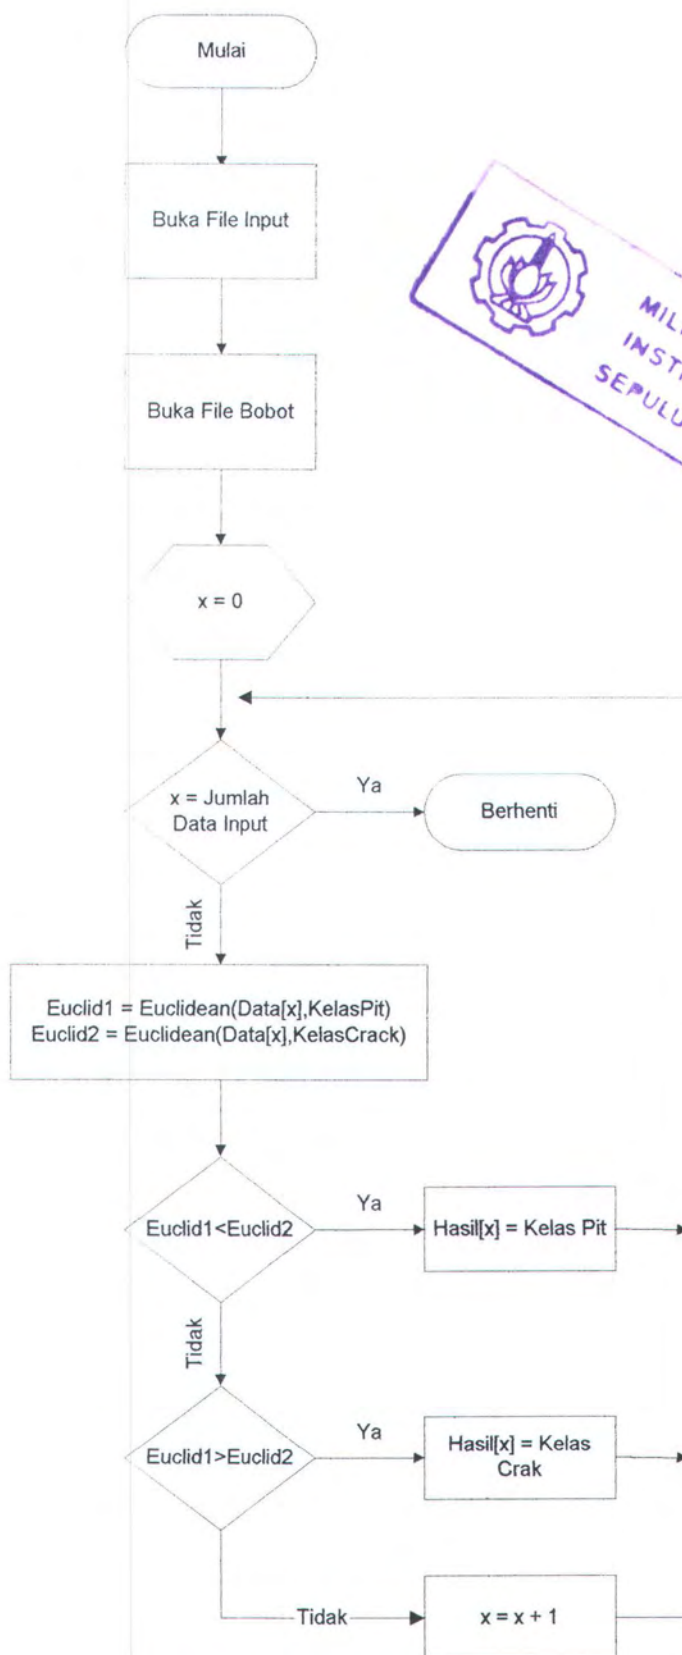 Mulai
Buka File Input
Buka File Bobot
x = 0
x = Jumlah
Data Input
Ya
Berhenti
Tidak
Euclid1 = Euclidean(Data[x],KelasPit)
Euclid2 = Euclidean(Data[x],KelasCrack)
Euclid1<Euclid2
Ya
Hasil[x] = Kelas Pit
Tidak
Euclid1>Euclid2
Ya
Hasil[x] = Kelas
Crak
Tidak
x = x + 1